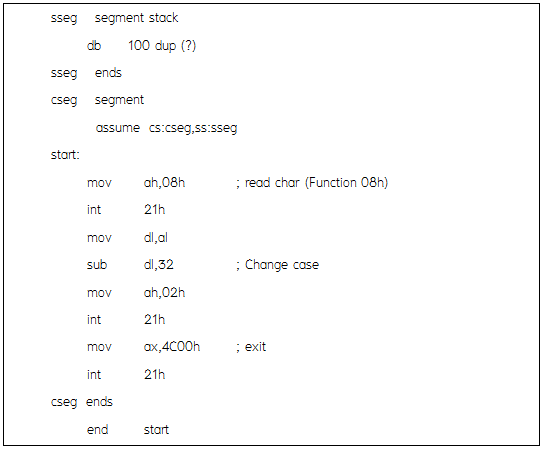 sseg segment stack
db 100 dup (?)
sseg ends
cseg segment
assume cs:cseg,ss:sseg
start:
mov ah,08h ; read char (Function 08h)
int 21h
mov dl,al
sub dl,32 ; Change case
mov ah,02h
int 21h
mov ax,4C00h ; exit
int 21h
cseg ends
end start